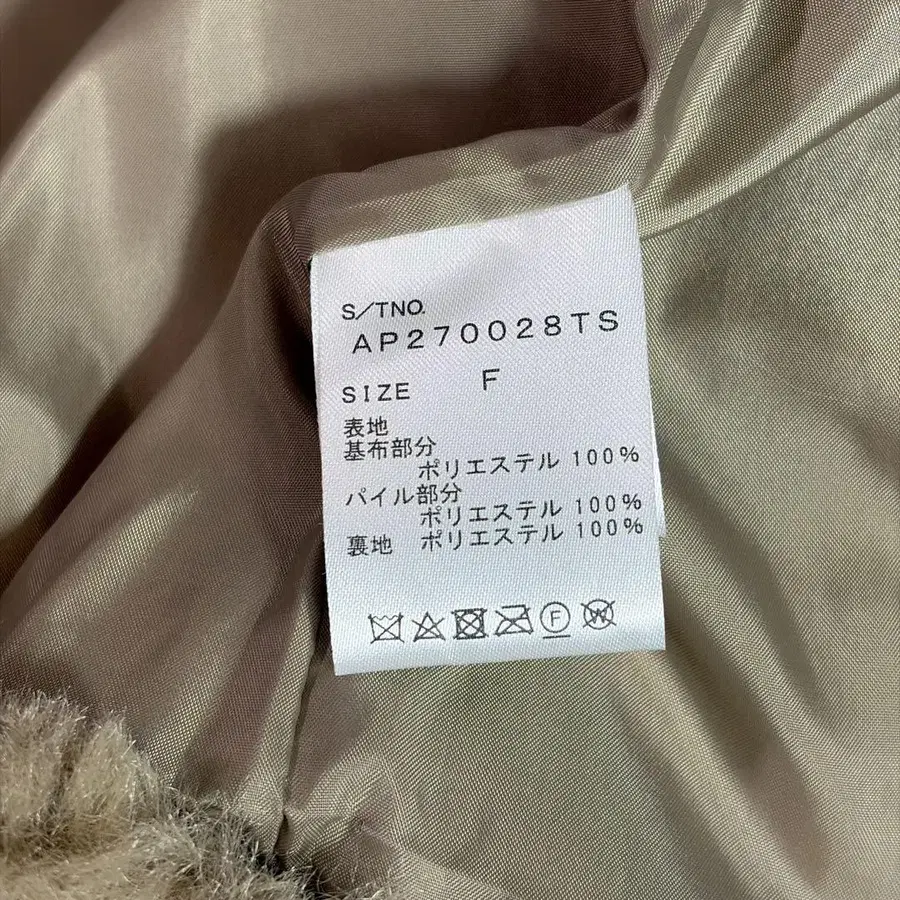 S/TNO.
AP270028TS
SIZE F
表地
基布部分
ポリエステル 100%
パイル部分
ポリエステル 100%
裏地 ポリエステル 100%
F W